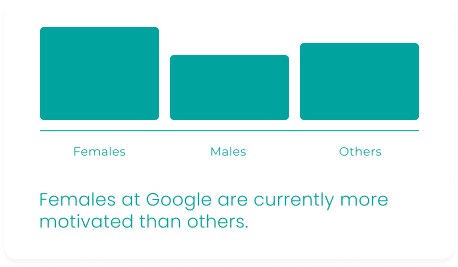 Females
Males
Others
Females at Google are currently more
motivated than others.